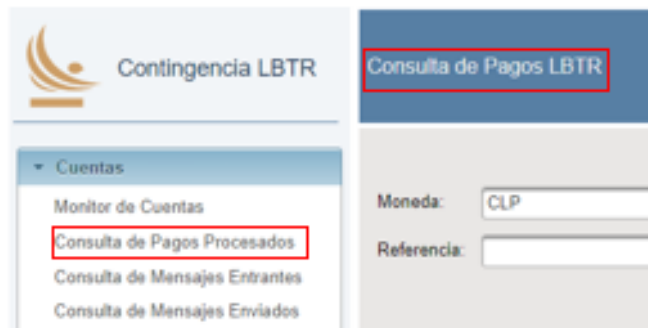 Contingencia LBTR
Consulta de Pagos LBTR
Cuentas
Monitor de Cuentas
Consulta de Pagos Procesados
Consulta de Mensajes Entrantes
Consulta de Mensajes Enviados
Moneda: CLP
Referencia: